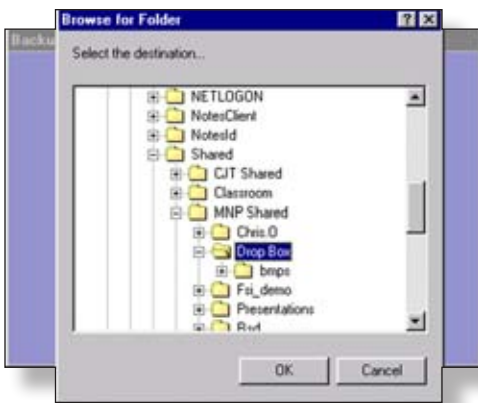 Browse for Folder
Backu
Select the destination...
NETLOGON
NotesClient
NotesId
Shared
CJT Shared
Classroom
MNP Shared
Chris.O
Drop Box
bmps
Fsi_demo
Presentations
OK
Cancel